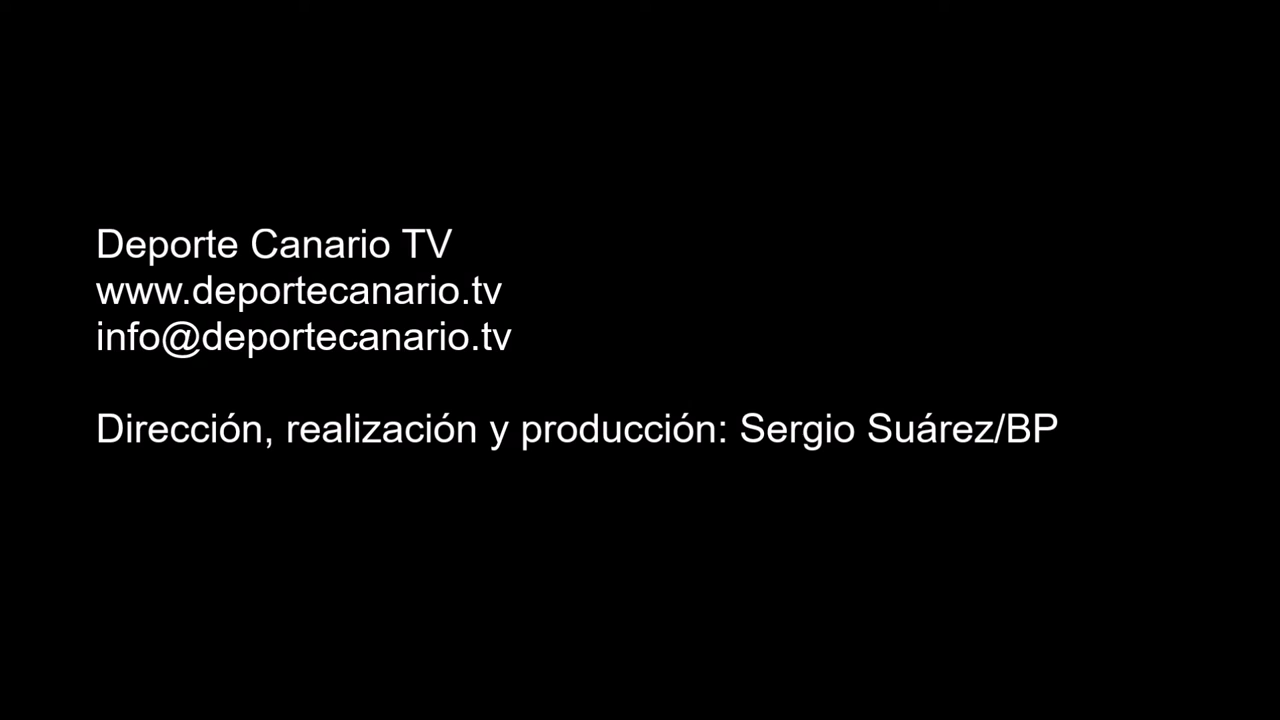 Deporte Canario TV
www.deportecanario.tv
info@deportecanario.tv
Dirección, realización y producción: Sergio Suárez/BP